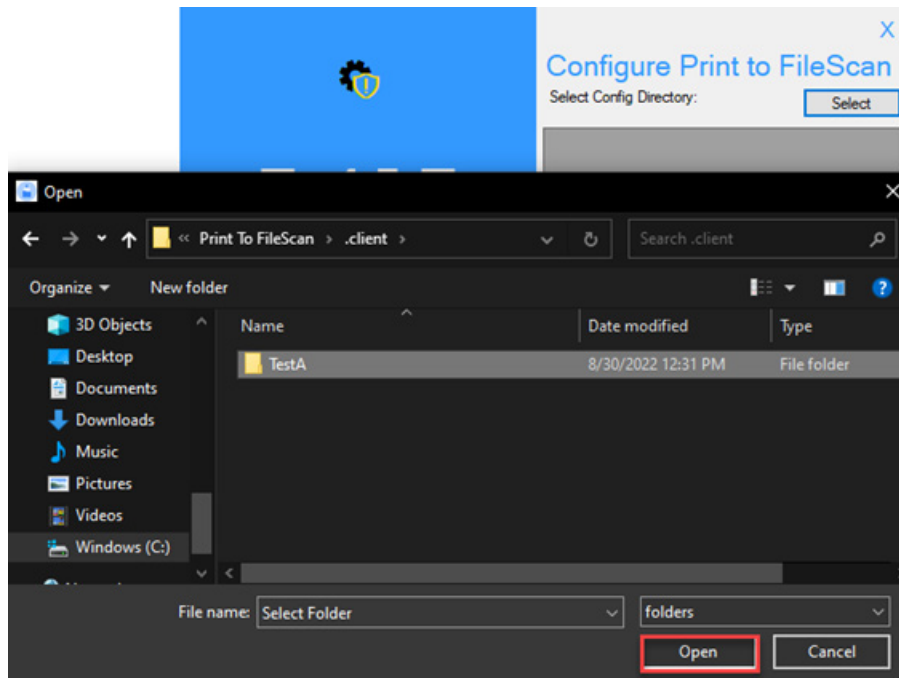 X
Configure Print to FileScan
Select Config Directory:
Select
Open
« Print To FileScan > .client >
Search .client
Organize
New folder
3D Objects
Desktop
Documents
Downloads
Music
Pictures
Videos
Windows (C:)
Name
Date modified
Type
TestA
8/30/2022 12:31 PM
File folder
File name:
Select Folder
folders
Open
Cancel